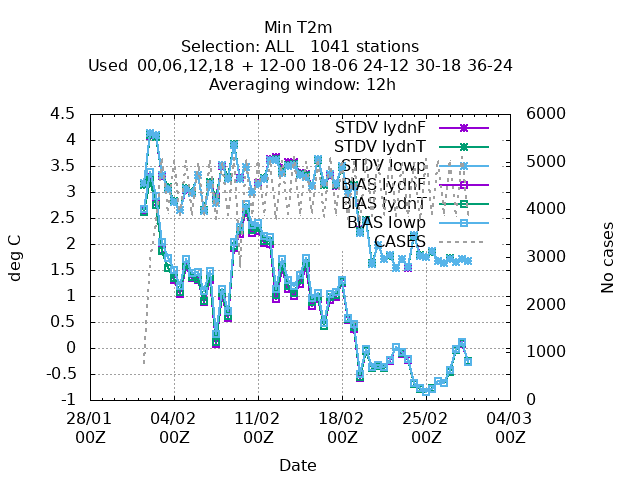 Min T2m
Selection: ALL   1041 stations
Used  00,06,12,18 + 12-00 18-06 24-12 30-18 36-24
Averaging window: 12h
STDV lydnF
STDV lydnT
STDV lowp
BIAS lydnF
BIAS lydnT
BIAS lowp
CASES
4.5
4
3.5
3
2.5
2
1.5
1
0.5
0
-0.5
-1
6000
5000
4000
3000
2000
1000
0
deg C
No cases
28/01 04/02 11/02 18/02 25/02 04/03
00Z 00Z 00Z 00Z 00Z 00Z
Date